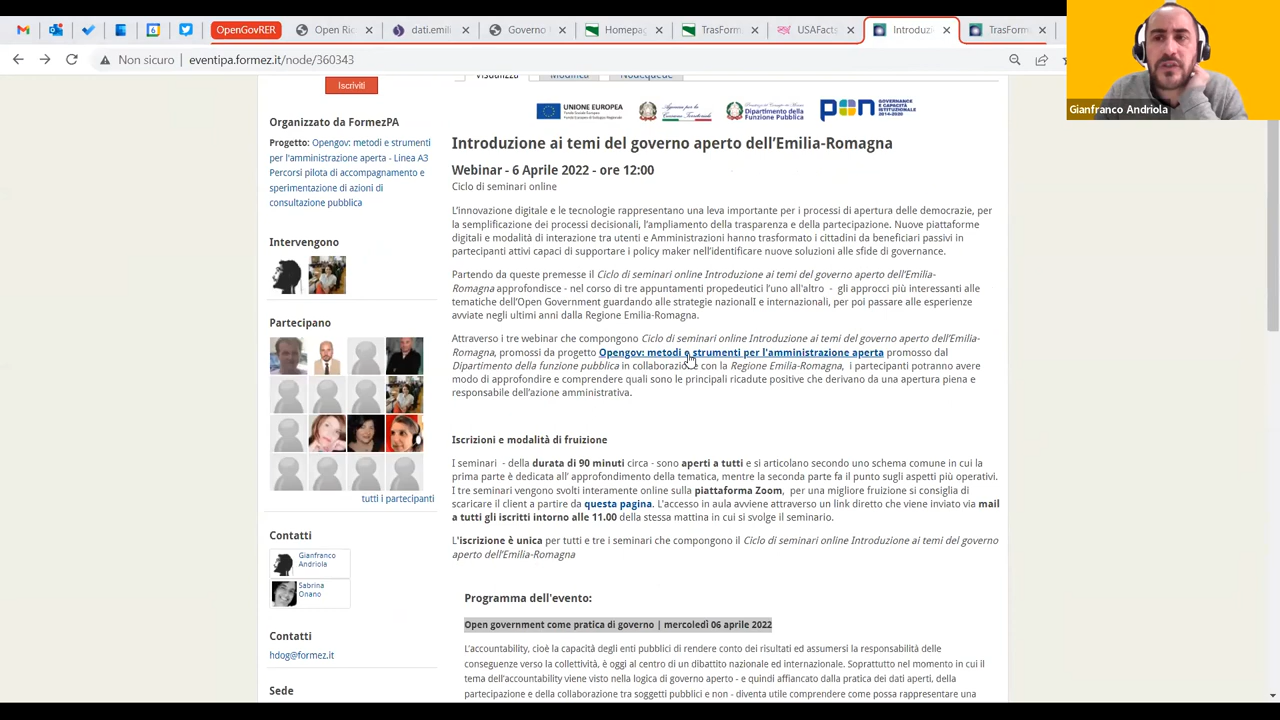 OpenGovRER
Open Ric
dati.emili
Governo
Homepag
TrasForm
USAFacts
Introduzi
TrasForm
Non sicuro
eventipa.formez.it/node/360343
Gianfranco Andriola
Iscriviti
Visualizza
Modifica
Nodequeue
UNIONE EUROPEA
Agenzia per la
Coesione Territoriale
Dipartimento della
Funzione Pubblica
pon
GOVERNANCE
E CAPACITÀ
ISTITUZIONALE
2014-2020
Organizzato da FormezPA
Progetto: Opengov: metodi e strumenti
per l'amministrazione aperta - Linea A3
Percorsi pilota di accompagnamento e
sperimentazione di azioni di
consultazione pubblica
Intervengono
Partecipano
tutti i partecipanti
Contatti
Gianfranco
Andriola
Sabrina
Onano
Contatti
hdog@formez.it
Sede
Introduzione ai temi del governo aperto dell’Emilia-Romagna
Webinar - 6 Aprile 2022 - ore 12:00
Ciclo di seminari online
L’innovazione digitale e le tecnologie rappresentano una leva importante per i processi di apertura delle democrazie, per
la semplificazione dei processi decisionali, l'ampliamento della trasparenza e della partecipazione. Nuove piattaforme
digitali e modalità di interazione tra utenti e Amministrazioni hanno trasformato i cittadini da beneficiari passivi in
partecipanti attivi capaci di supportare i policy maker nell’identificare nuove soluzioni alle sfide di governance.
Partendo da queste premesse il Ciclo di seminari online Introduzione ai temi del governo aperto dell’Emilia-
Romagna approfondisce - nel corso di tre appuntamenti propedeutici l’uno all'altro - gli approcci più interessanti alle
tematiche dell’Open Government guardando alle strategie nazionali e internazionali, per poi passare alle esperienze
avviate negli ultimi anni dalla Regione Emilia-Romagna.
Attraverso i tre webinar che compongono Ciclo di seminari online Introduzione ai temi del governo aperto dell’Emilia-
Romagna, promossi da progetto Opengov: metodi e strumenti per l'amministrazione aperta promosso dal
Dipartimento della funzione pubblica in collaborazione con la Regione Emilia-Romagna, i partecipanti potranno avere
modo di approfondire e comprendere quali sono le principali ricadute positive che derivano da una apertura piena e
responsabile dell’azione amministrativa.
Iscrizioni e modalità di fruizione
I seminari - della durata di 90 minuti circa - sono aperti a tutti e si articolano secondo uno schema comune in cui la
prima parte è dedicata all’ approfondimento della tematica, mentre la seconda parte fa il punto sugli aspetti più operativi.
I tre seminari vengono svolti interamente online sulla piattaforma Zoom, per una migliore fruizione si consiglia di
scaricare il client a partire da questa pagina. L'accesso in aula avviene attraverso un link diretto che viene inviato via mail
a tutti gli iscritti intorno alle 11.00 della stessa mattina in cui si svolge il seminario.
L'iscrizione è unica per tutti e tre i seminari che compongono il Ciclo di seminari online Introduzione ai temi del governo
aperto dell’Emilia-Romagna
Programma dell'evento:
Open government come pratica di governo | mercoledì 06 aprile 2022
L’accountability, cioè la capacità degli enti pubblici di rendere conto dei risultati ed assumersi la responsabilità delle
conseguenze verso la collettività, è oggi al centro di un dibattito nazionale ed internazionale. Soprattutto nel momento in cui il
tema dell’accountability viene visto nella logica di governo aperto - e quindi affiancato dalla pratica dei dati aperti, della
partecipazione e della collaborazione tra soggetti pubblici e non - diventa utile comprendere come possa rappresentare una